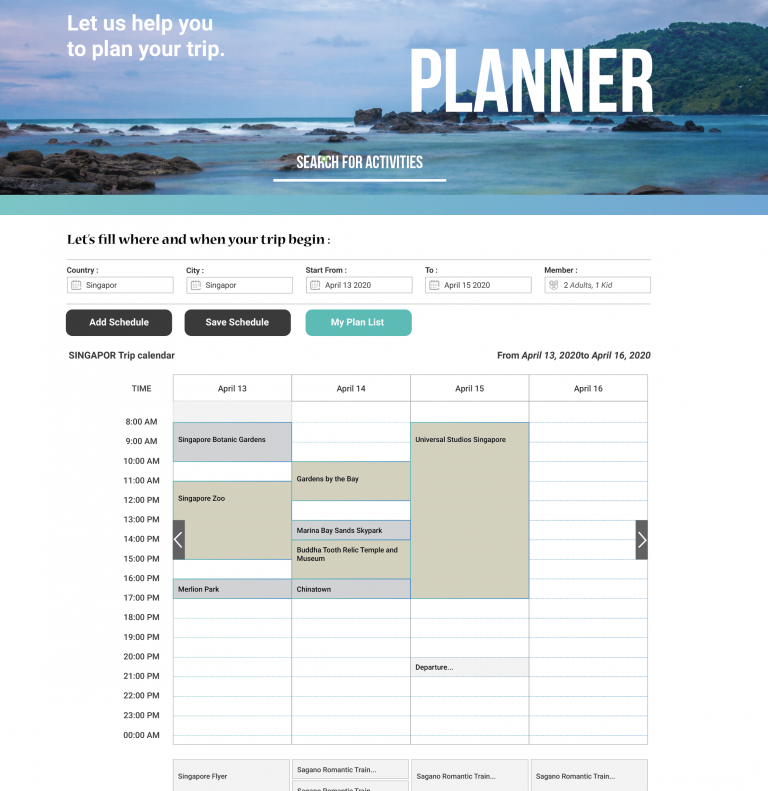 Let us help you
to plan your trip.
PLANNER
SEARCH FOR ACTIVITIES
Let's fill where and when your trip begin :
Country : City : Start From : To : Member :
Singapor Singapor April 13 2020 April 15 2020 2 Adults, 1 Kid
Add Schedule Save Schedule My Plan List
SINGAPOR Trip calendar From April 13, 2020to April 16, 2020
TIME April 13 April 14 April 15 April 16
8:00 AM
9:00 AM Singapore Botanic Gardens Universal Studios Singapore
10:00 AM
11:00 AM Gardens by the Bay
12:00 PM Singapore Zoo
13:00 PM
Marina Bay Sands Skypark
14:00 PM
Buddha Tooth Relic Temple and
Museum
15:00 PM
16:00 PM
Merlion Park Chinatown
17:00 PM
18:00 PM
19:00 PM
20:00 PM
Departure...
21:00 PM
22:00 PM
23:00 PM
00:00 AM
Sagano Romantic Train...
Singapore Flyer Sagano Romantic Train... Sagano Romantic Train...
Sagano Romantic Train...